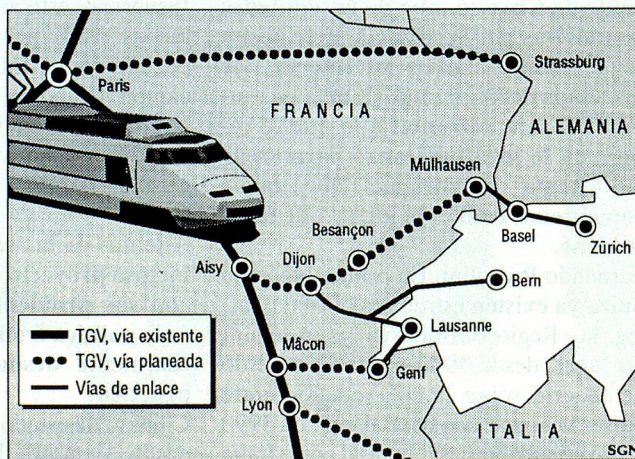 Paris
Strassburg
FRANCIA
ALEMANIA
Mülhausen
Besançon
Basel
Zürich
Aisy
Dijon
Bern
Lausanne
TGV, vía existente
TGV, vía planeada
Vías de enlace
Mâcon
Genf
Lyon
ITALIA
SGN